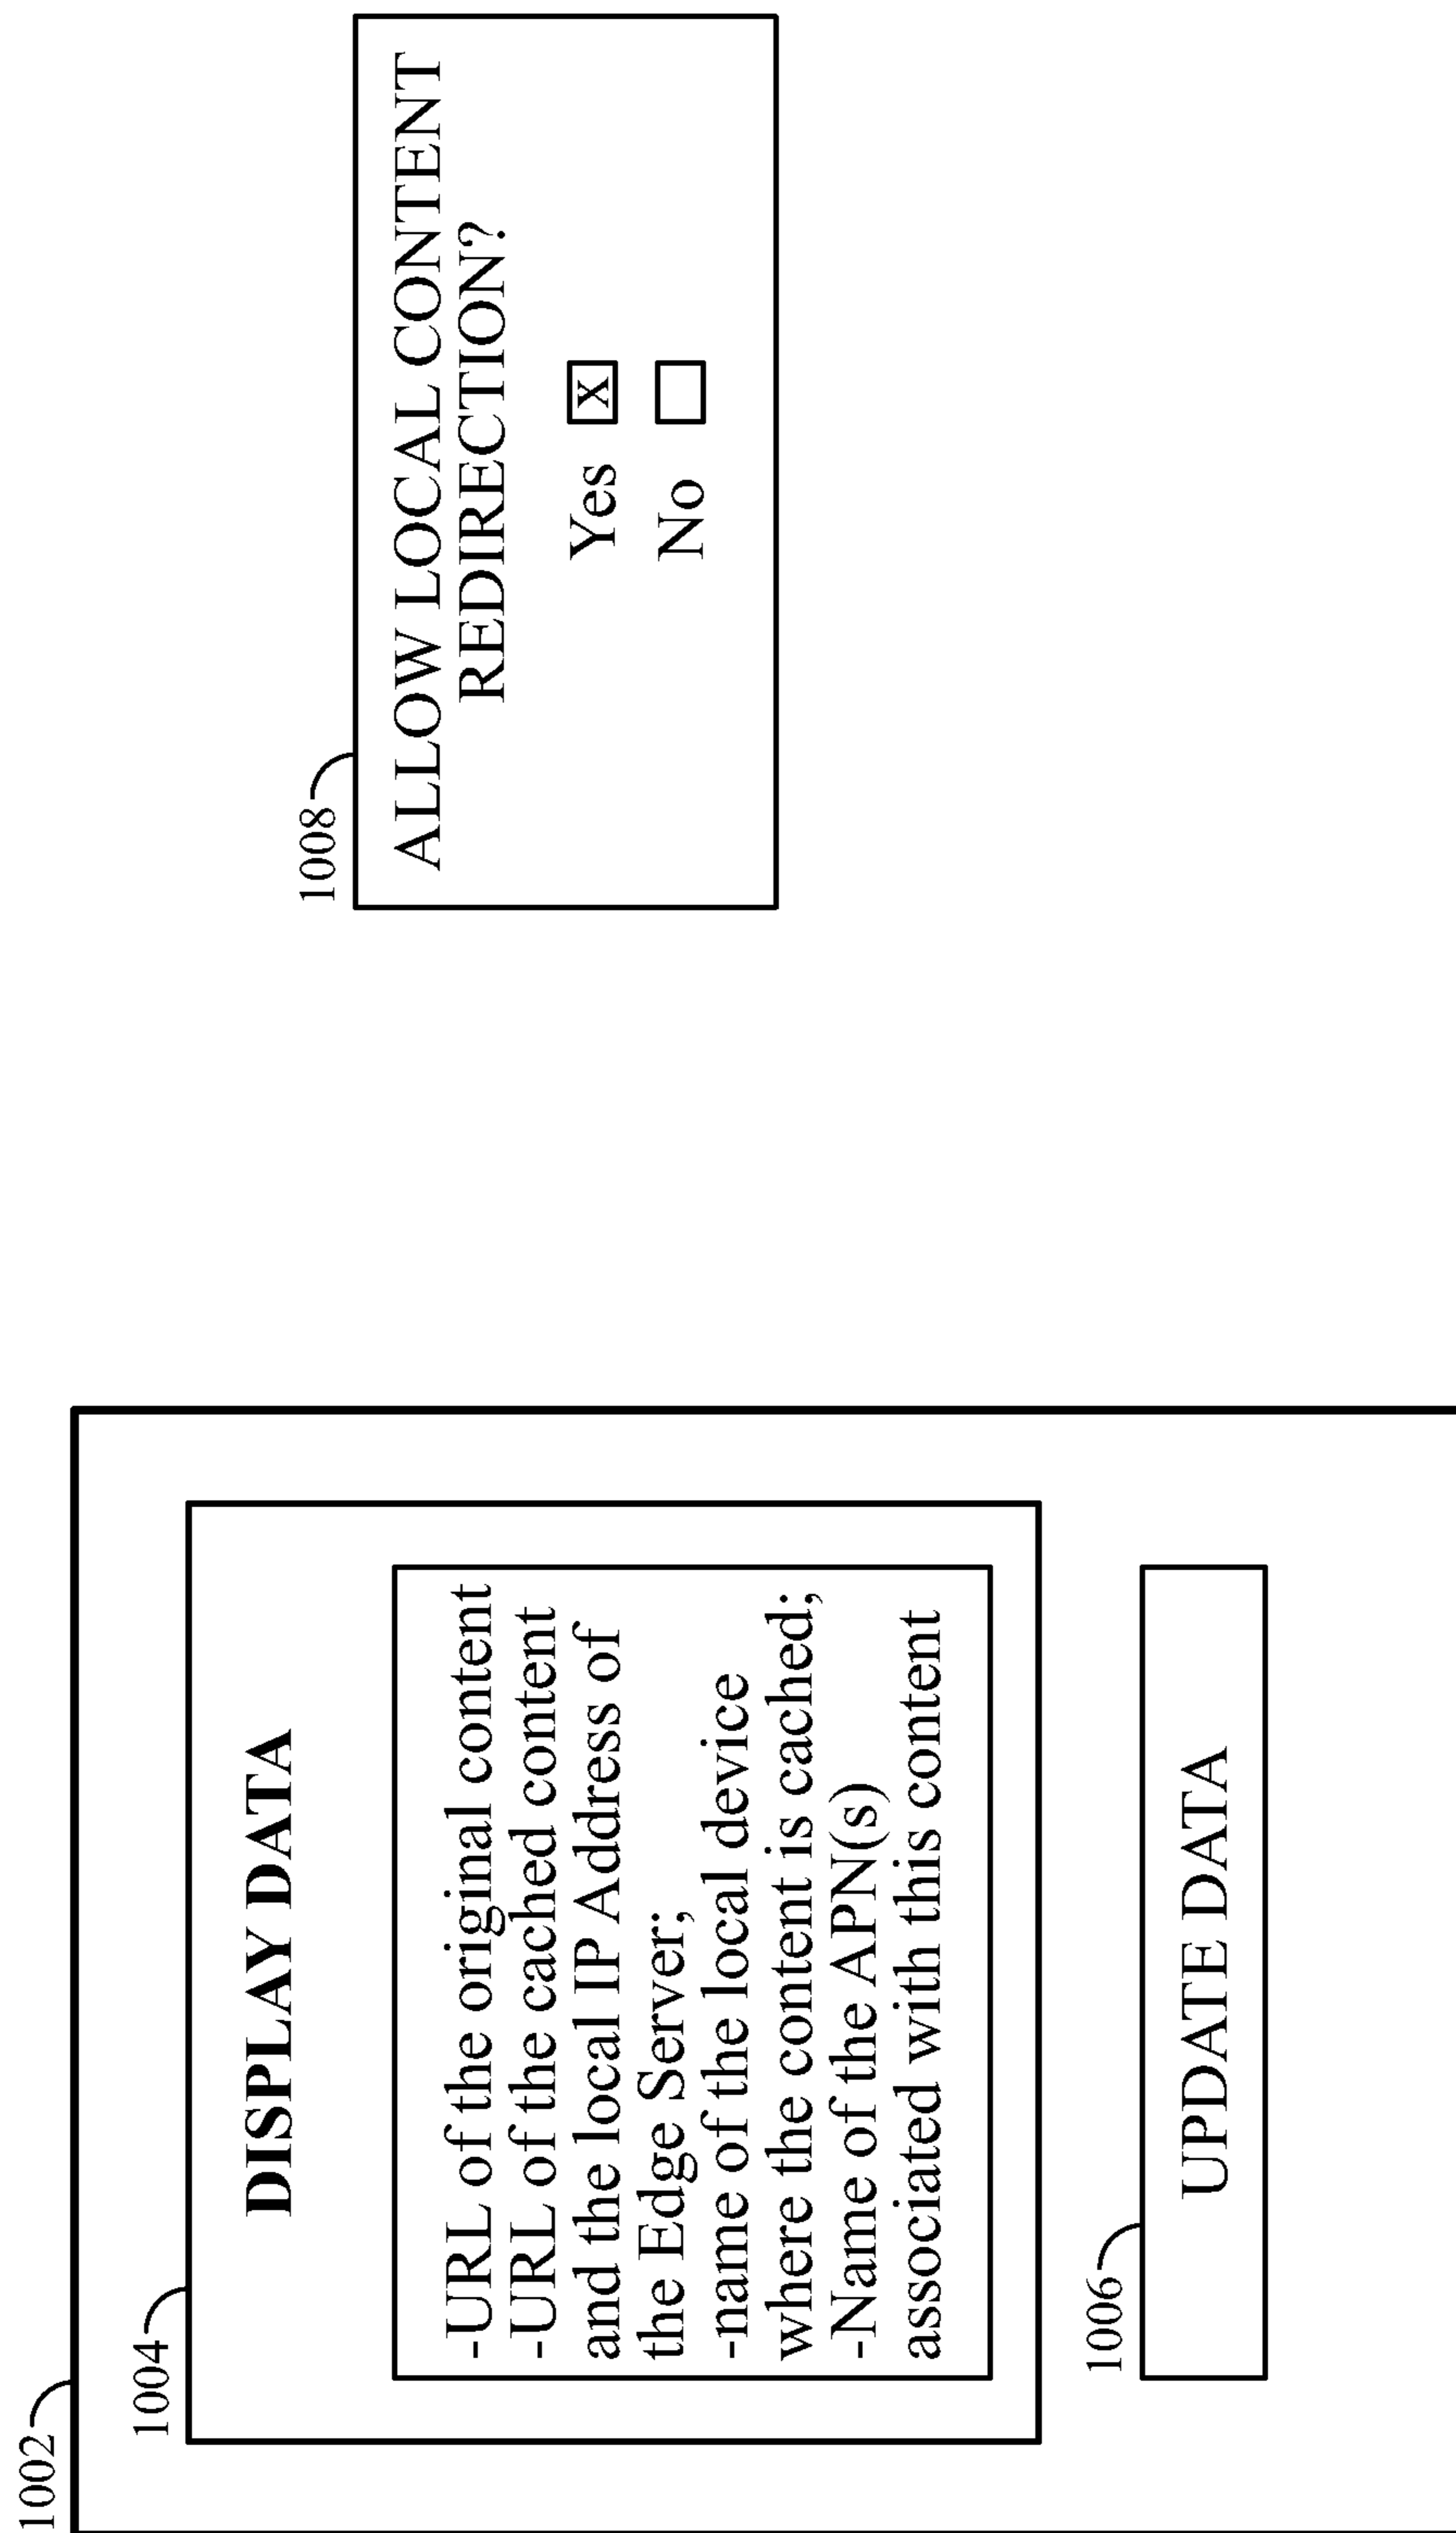 1002
1004
DISPLAY DATA
-URL of the original content
-URL of the cached content
and the local IP Address of
the Edge Server;
-name of the local device
where the content is cached;
-Name of the APN(s)
associated with this content
1006
UPDATE DATA
1008
ALLOW LOCAL CONTENT
REDIRECTION?
Yes x
No